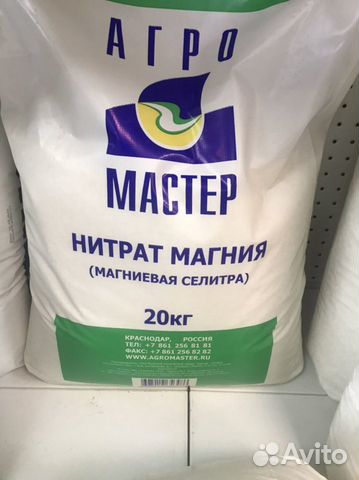 АГРО
МАСТЕР
НИТРАТ МАГНИЯ
(МАГНИЕВАЯ СЕЛИТРА)
20кг
КРАСНОДАР, РОССИЯ
ТЕЛ: +7 861 256 81 81
ФАКС: +7 861 256 82 82
WWW.AGROMASTER.RU
Avito